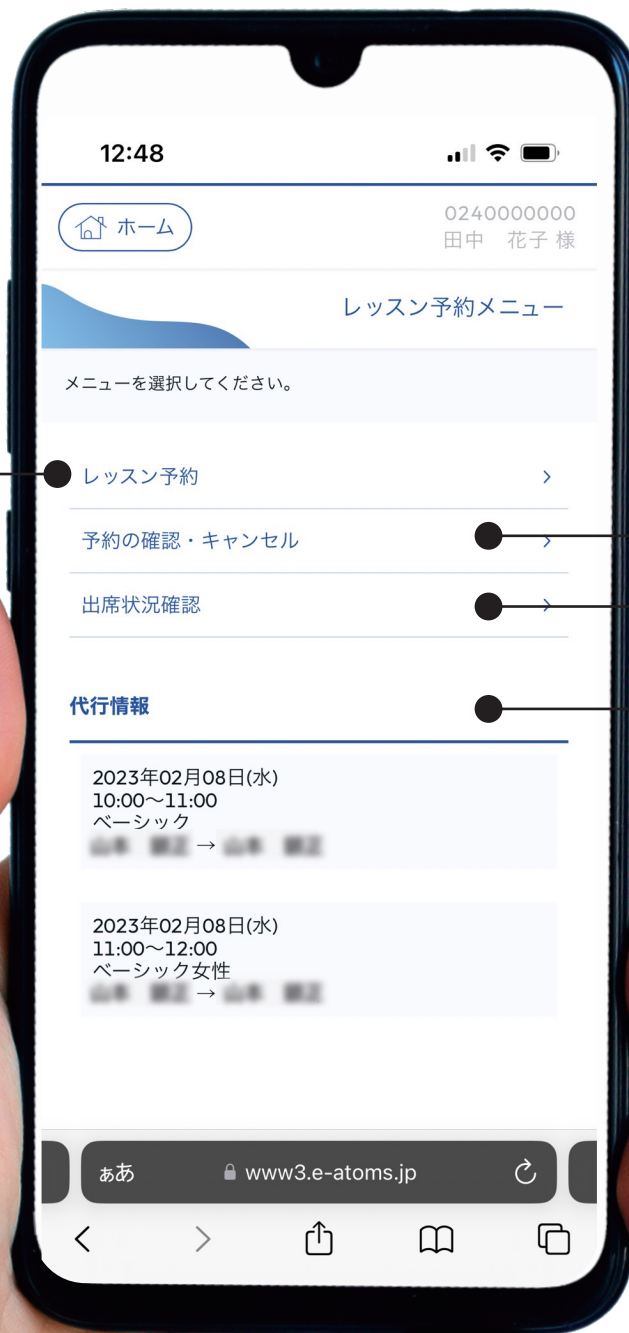 12:48
ホーム
0240000000
田中 花子 様
レッスン予約メニュー
メニューを選択してください。
レッスン予約
予約の確認・キャンセル
出席状況確認
代行情報
2023年02月08日(水)
10:00〜11:00
ベーシック
→
2023年02月08日(水)
11:00〜12:00
ベーシック女性
→
ぁあ www3.e-atoms.jp